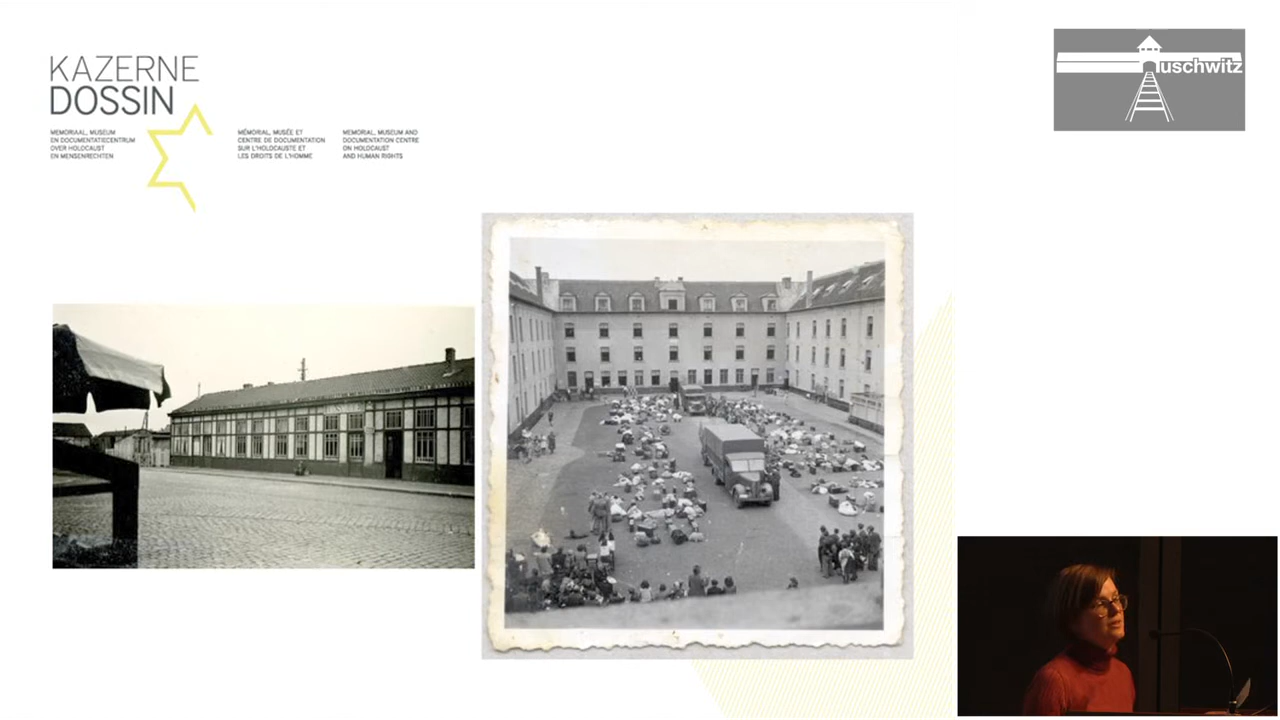 KAZERNE
DOSSIN
MEMORIAAL, MUSEUM
EN DOCUMENTATIECENTRUM
OVER HOLOCAUST
EN MENSENRECHTEN
MÉMORIAL, MUSÉE ET
CENTRE DE DOCUMENTATION
SUR L'HOLOCAUSTE ET
LES DROITS DE L'HOMME
MEMORIAL, MUSEUM AND
DOCUMENTATION CENTRE
ON HOLOCAUST
AND HUMAN RIGHTS
uschwitz